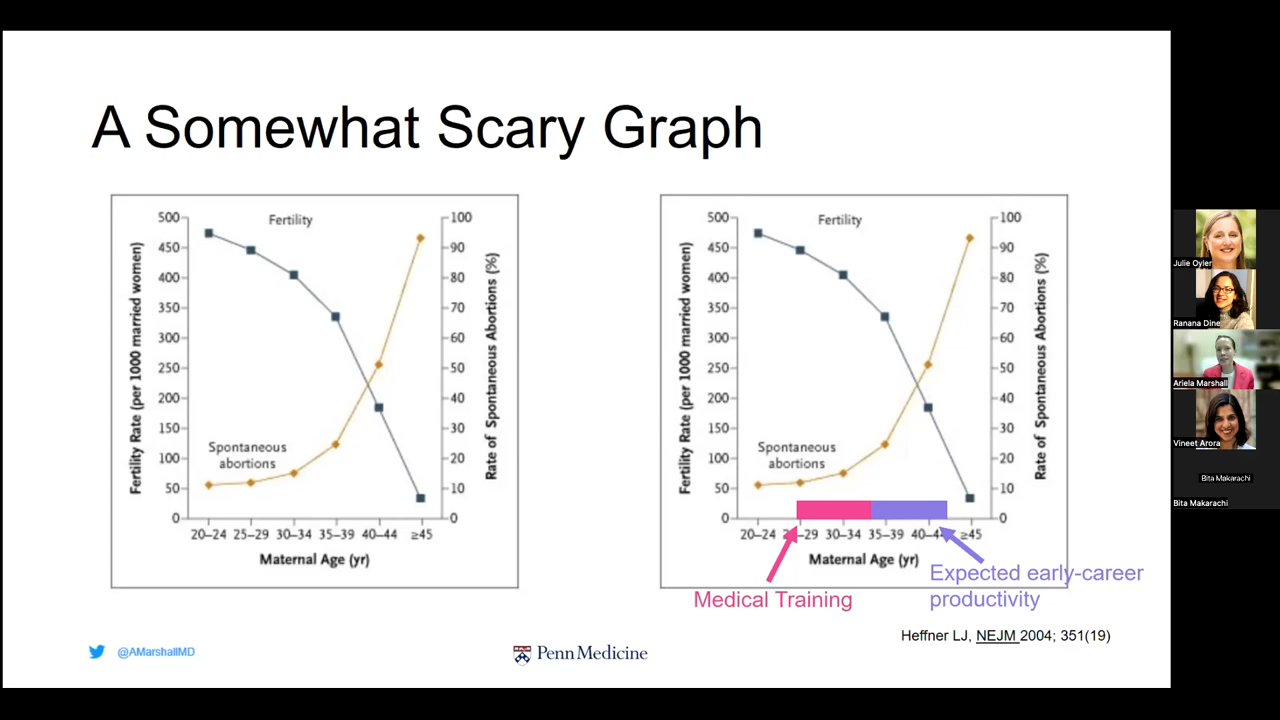 A Somewhat Scary Graph
Fertility
500
450
400
350
300
250
200
150
100
50
0
100
90
80
70
60
50
40
30
20
10
0
Fertility Rate (per 1000 married women)
Rate of Spontaneous Abortions (%)
Spontaneous
abortions
20–24 25–29 30–34 35–39 40–44 ≥45
Maternal Age (yr)
Fertility
500
450
400
350
300
250
200
150
100
50
0
100
90
80
70
60
50
40
30
20
10
0
Fertility Rate (per 1000 married women)
Rate of Spontaneous Abortions (%)
Spontaneous
abortions
20–24 –29 30–34 35–39 40–4 ≥45
Maternal Age (yr)
Medical Training
Expected early-career
productivity
Heffner LJ, NEJM 2004; 351(19)
@AMarshallMD
Penn Medicine
Julie Oyler
Ranana Dine
Ariela Marshall
Vineet Arora
Bita Makarachi
Bita Makarachi